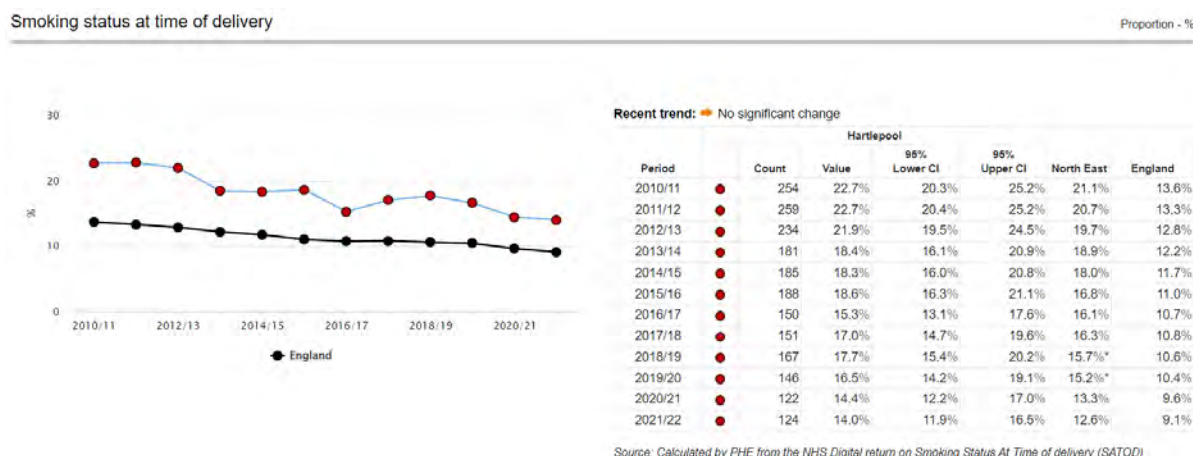 Smoking status at time of delivery
Proportion - %
30
20
10
0
%
2010/11 2012/13 2014/15 2016/17 2018/19 2020/21
England
Recent trend: No significant change
Hartlepool
Period Count Value 95% Lower CI 95% Upper CI North East England
2010/11 254 22.7% 20.3% 25.2% 21.1% 13.6%
2011/12 259 22.7% 20.4% 25.2% 20.7% 13.3%
2012/13 234 21.9% 19.5% 24.5% 19.7% 12.8%
2013/14 181 18.4% 16.1% 20.9% 18.9% 12.2%
2014/15 185 18.3% 16.0% 20.8% 18.0% 11.7%
2015/16 188 18.6% 16.3% 21.1% 16.8% 11.0%
2016/17 150 15.3% 13.1% 17.6% 16.1% 10.7%
2017/18 151 17.0% 14.7% 19.6% 16.3% 10.8%
2018/19 167 17.7% 15.4% 20.2% 15.7%* 10.6%
2019/20 146 16.5% 14.2% 19.1% 15.2%* 10.4%
2020/21 122 14.4% 12.2% 17.0% 13.3% 9.6%
2021/22 124 14.0% 11.9% 16.5% 12.6% 9.1%
Source: Calculated by PHE from the NHS Digital return on Smoking Status At Time of delivery (SATOD)